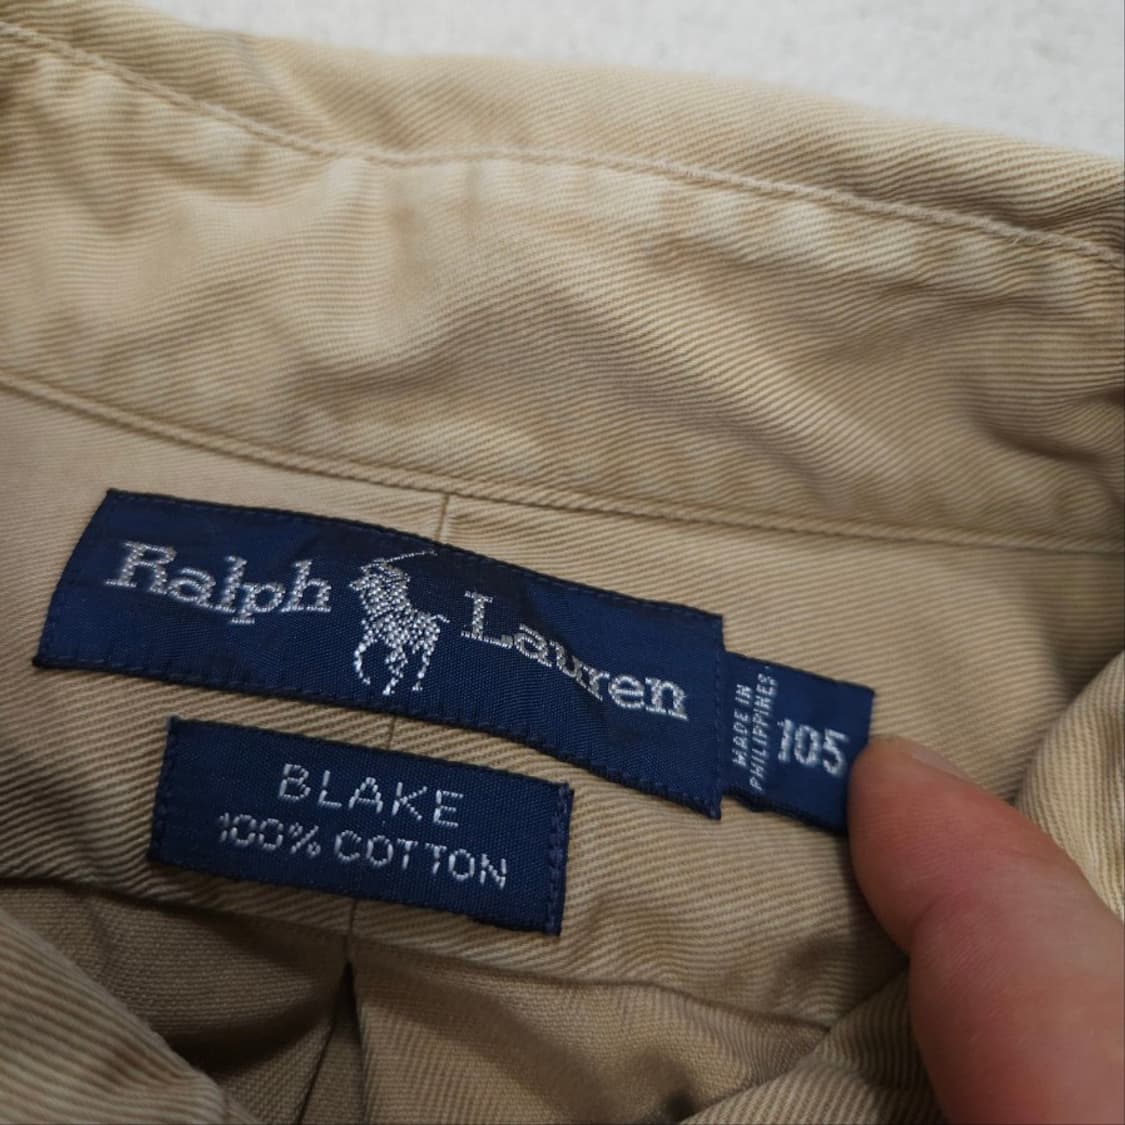 Ralph Lauren
MADE IN
PHILIPPINES
105
BLAKE
100% COTTON